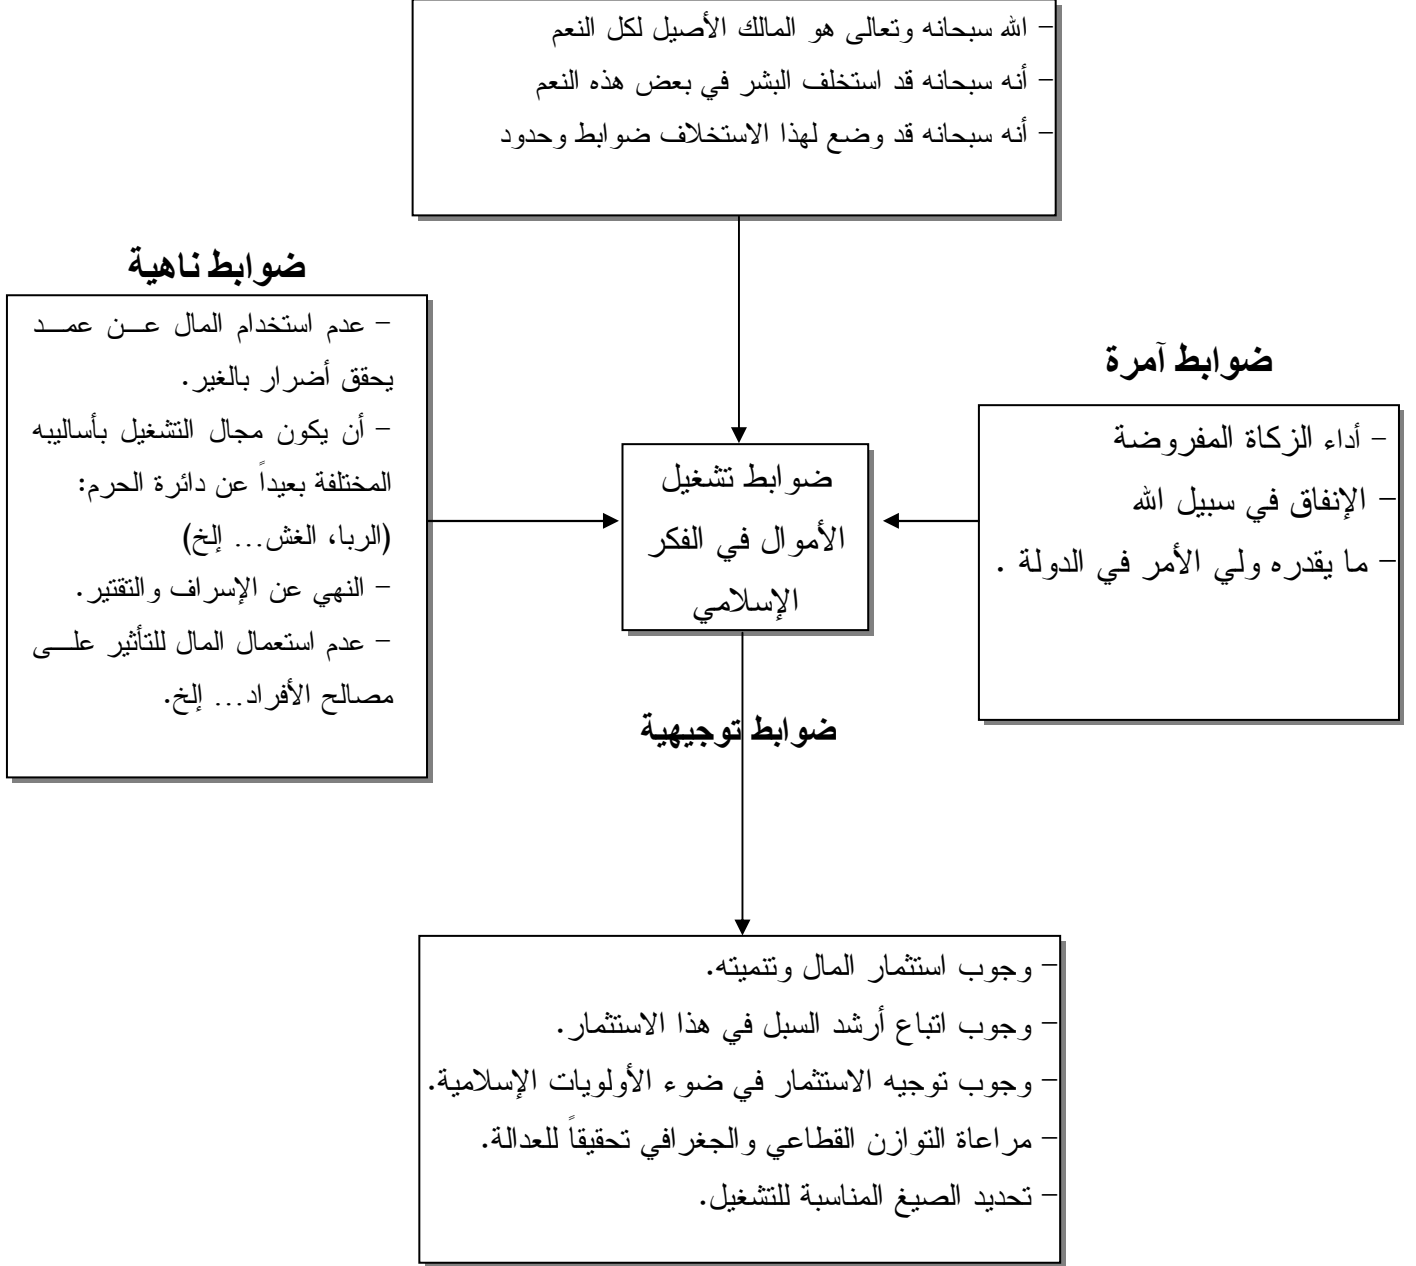 - الله سبحانه وتعالى هو المالك الأصيل لكل النعم
- أنه سبحانه قد استخلف البشر في بعض هذه النعم
- أنه سبحانه قد وضع لهذا الاستخلاف ضوابط وحدود
ضوابط آمرة
- أداء الزكاة المفروضة
- الإنفاق في سبيل الله
- ما يقدره ولي الأمر في الدولة .
ضوابط تشغيل
الأموال في الفكر
الإسلامي
ضوابط ناهية
- عدم استخدام المال عــن عمــد
يحقق أضرار بالغير.
- أن يكون مجال التشغيل بأساليبه
المختلفة بعيداً عن دائرة الحرم:
(الربا، الغش... إلخ)
- النهي عن الإسراف والتقتير.
- عدم استعمال المال للتأثير علــى
مصالح الأفراد... إلخ.
ضوابط توجيهية
- وجوب استثمار المال وتنميته.
- وجوب اتباع أرشد السبل في هذا الاستثمار.
- وجوب توجيه الاستثمار في ضوء الأولويات الإسلامية.
- مراعاة التوازن القطاعي والجغرافي تحقيقاً للعدالة.
- تحديد الصيغ المناسبة للتشغيل.